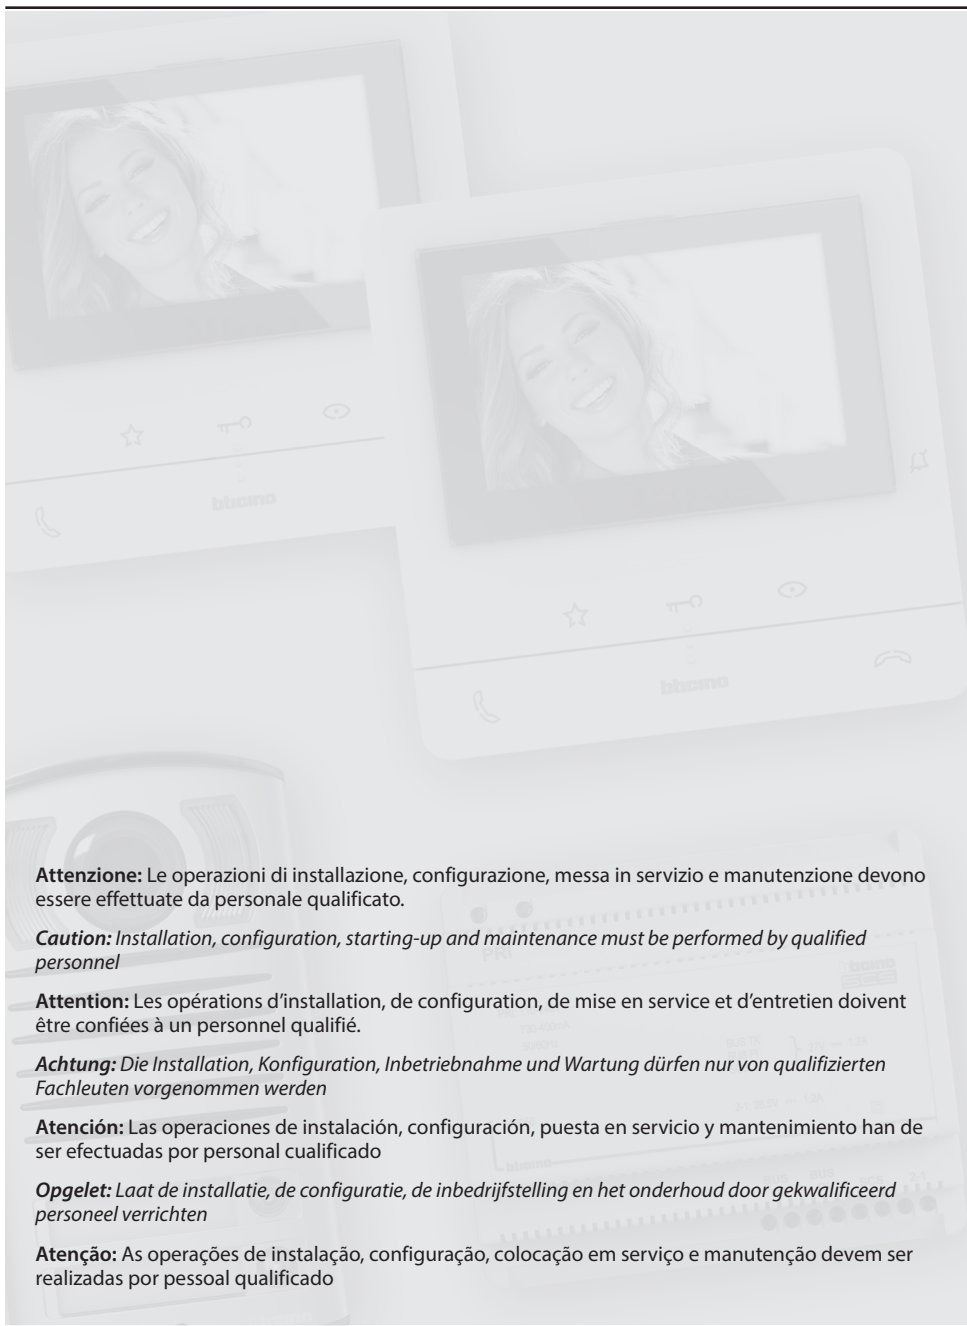 bticino
bticino
Attenzione: Le operazioni di installazione, configurazione, messa in servizio e manutenzione devono
essere effettuate da personale qualificato.
Caution: Installation, configuration, starting-up and maintenance must be performed by qualified
personnel
Attention: Les opérations d’installation, de configuration, de mise en service et d’entretien doivent
être confiées à un personnel qualifié.
Achtung: Die Installation, Konfiguration, Inbetriebnahme und Wartung dürfen nur von qualifizierten
Fachleuten vorgenommen werden
Atención: Las operaciones de instalación, configuración, puesta en servicio y mantenimiento han de
ser efectuadas por personal cualificado
Opgelet: Laat de installatie, de configuratie, de inbedrijfstelling en het onderhoud door gekwalificeerd
personeel verrichten
Atenção: As operações de instalação, configuração, colocação em serviço e manutenção devem ser
realizadas por pessoal qualificado
PRI
bticino